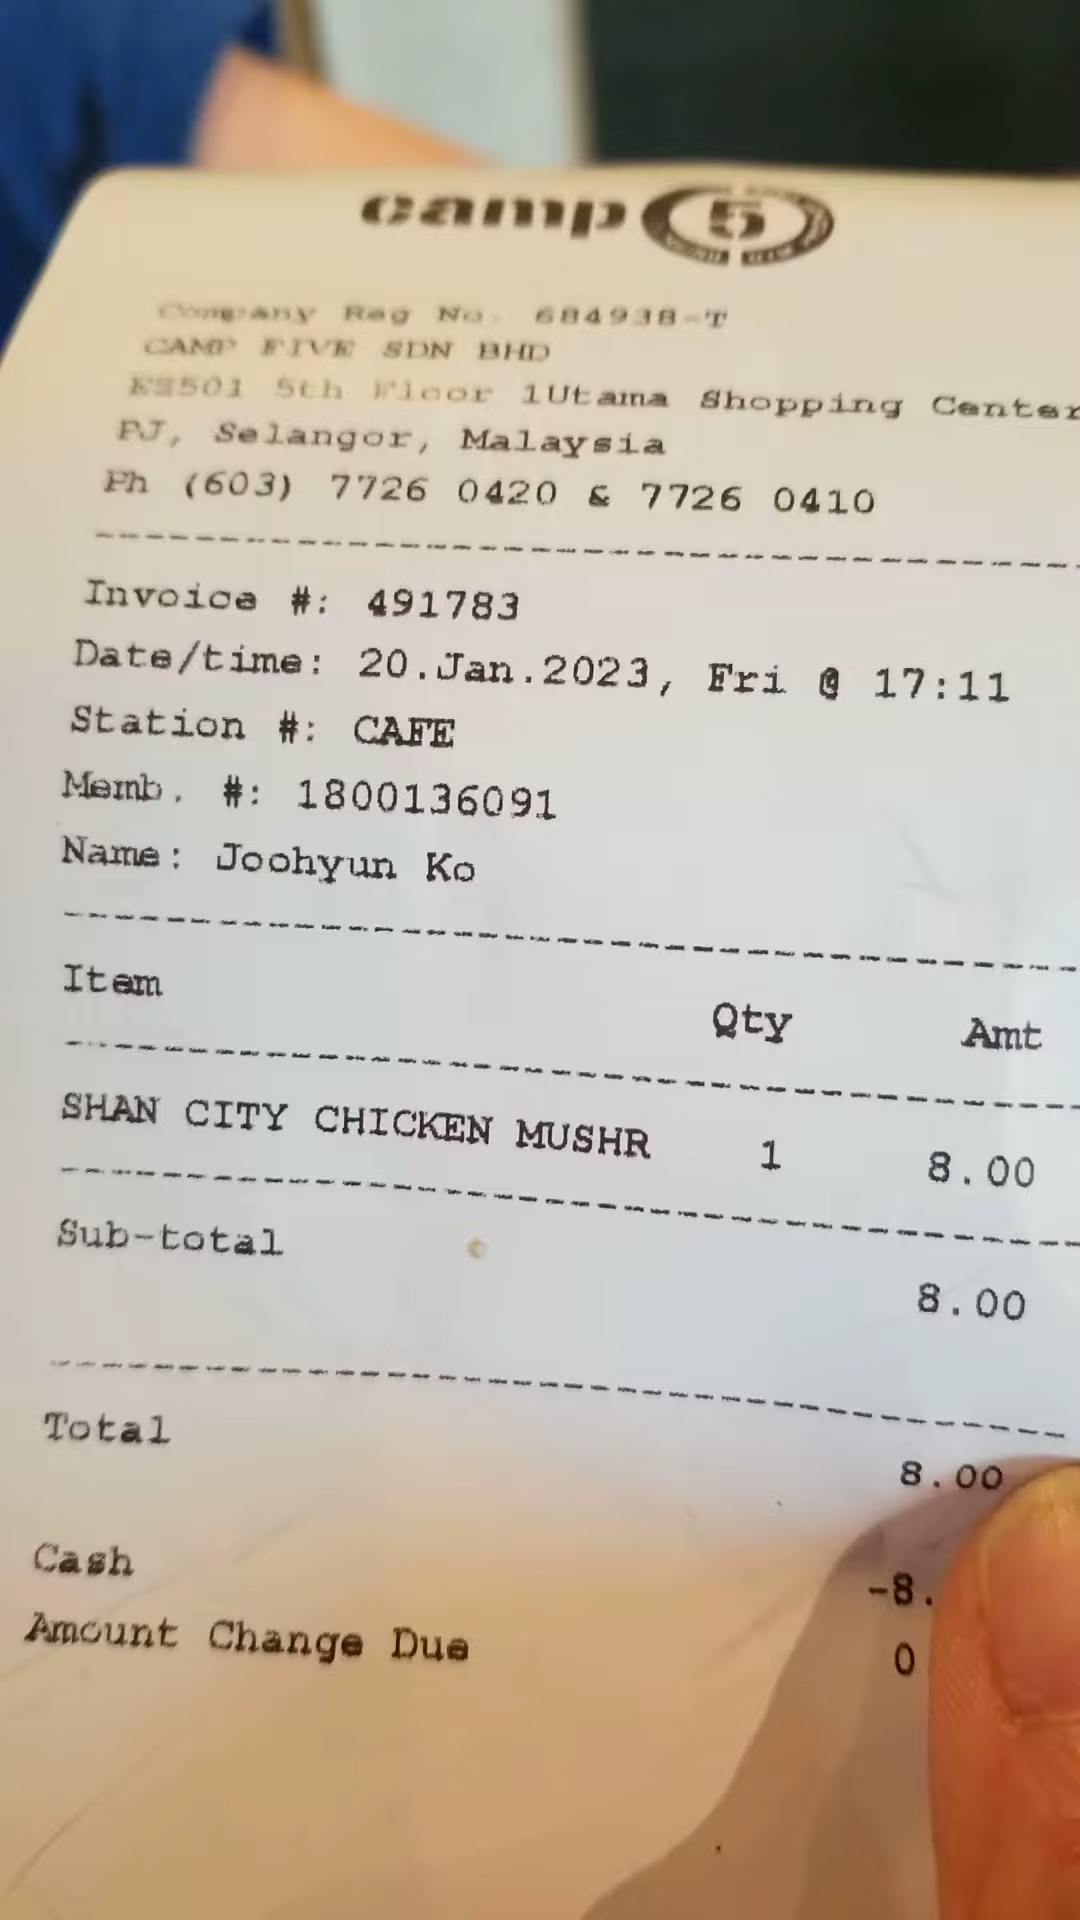 camp 5
Company Reg No. 684938-T
CAMP FIVE SDN BHD
5th Floor 1Utama Shopping Center
PJ, Selangor, Malaysia
Ph (603) 7726 0420 & 7726 0410
Invoice #: 491783
Date/time: 20.Jan.2023, Fri @ 17:11
Station #: CAFE
Memb. #: 1800136091
Name: Joohyun Ko
Item Qty Amt
SHAN CITY CHICKEN MUSHR 1 8.00
Sub-total 8.00
Total 8.00
Cash -8.
Amount Change Due 0